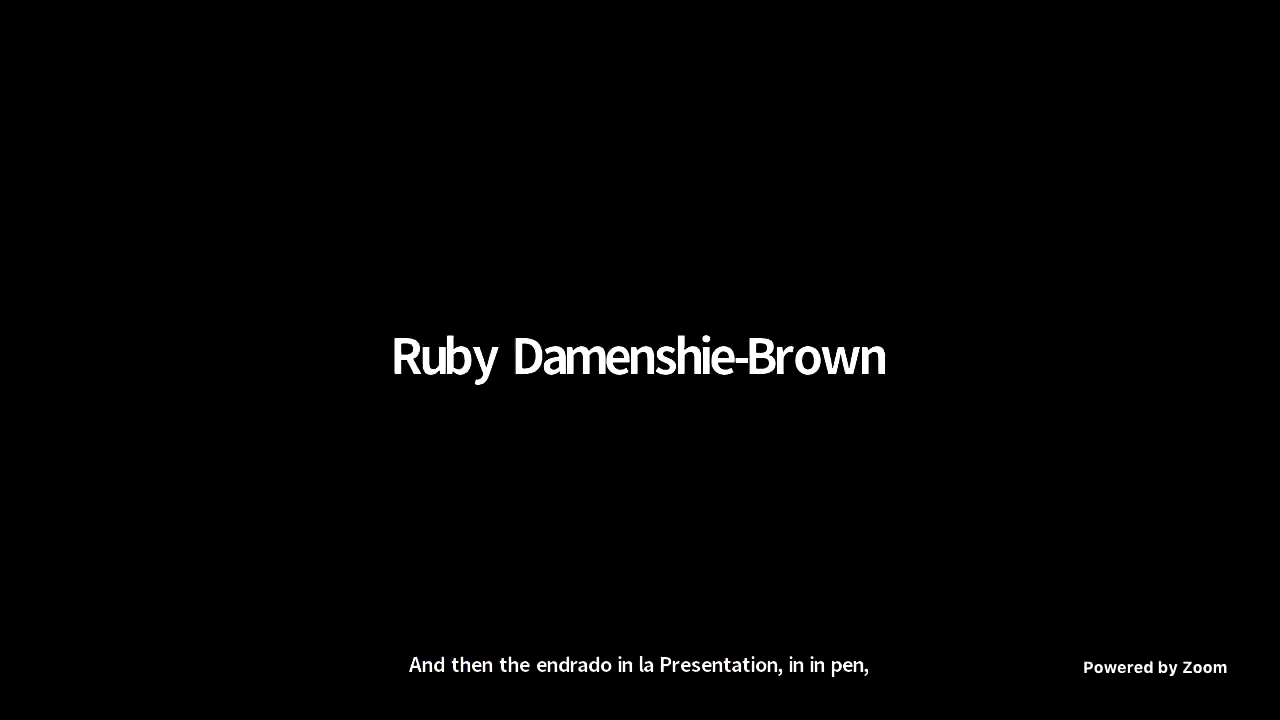 Ruby Damenshie-Brown
And then the endrado in la Presentation, in in pen,
Powered by Zoom